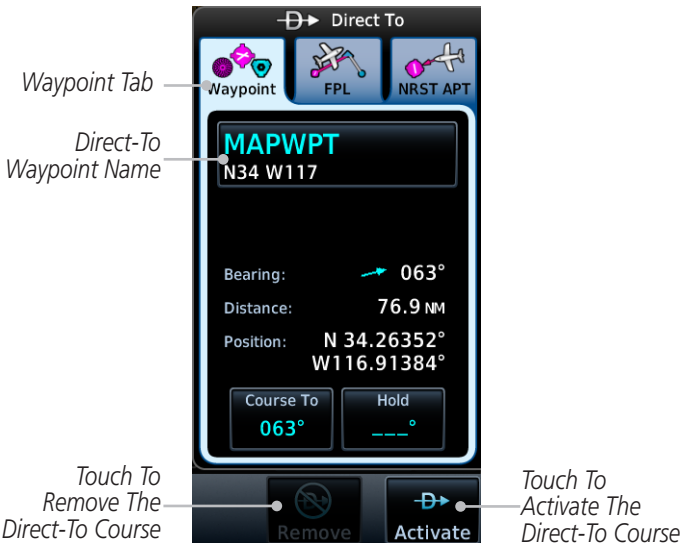 Direct To
Waypoint
FPL
NRST APT
Waypoint Tab
Direct-To
Waypoint Name
MAPWPT
N34 W117
Bearing: 063°
Distance: 76.9 NM
Position: N 34.26352°
W116.91384°
Course To
063°
Hold
___°
Touch To
Remove The
Direct-To Course
Remove
Activate
Touch To
Activate The
Direct-To Course